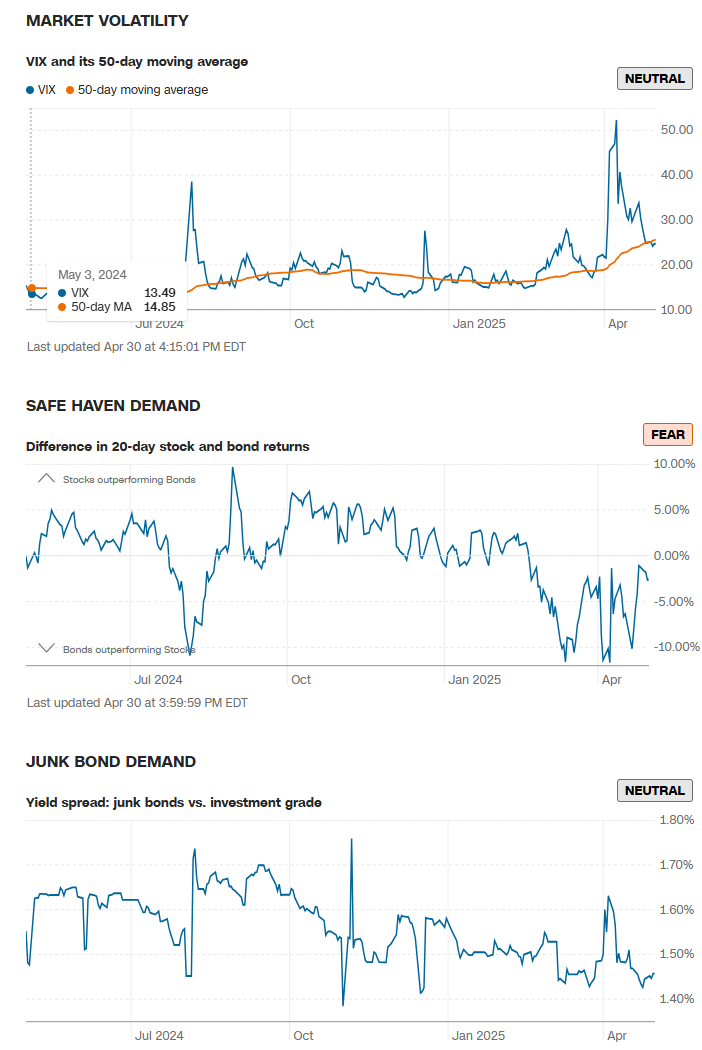 MARKET VOLATILITY
VIX and its 50-day moving average
NEUTRAL
VIX 50-day moving average
50.00
40.00
30.00
20.00
10.00
May 3, 2024
VIX 13.49
50-day MA 14.85
Jul 2024 Oct Jan 2025 Apr
Last updated Apr 30 at 4:15:01 PM EDT
SAFE HAVEN DEMAND
FEAR
Difference in 20-day stock and bond returns
10.00%
Stocks outperforming Bonds
5.00%
0.00%
-5.00%
-10.00%
Bonds outperforming Stocks
Jul 2024 Oct Jan 2025 Apr
Last updated Apr 30 at 3:59:59 PM EDT
JUNK BOND DEMAND
NEUTRAL
Yield spread: junk bonds vs. investment grade
1.80%
1.70%
1.60%
1.50%
1.40%
Jul 2024 Oct Jan 2025 Apr